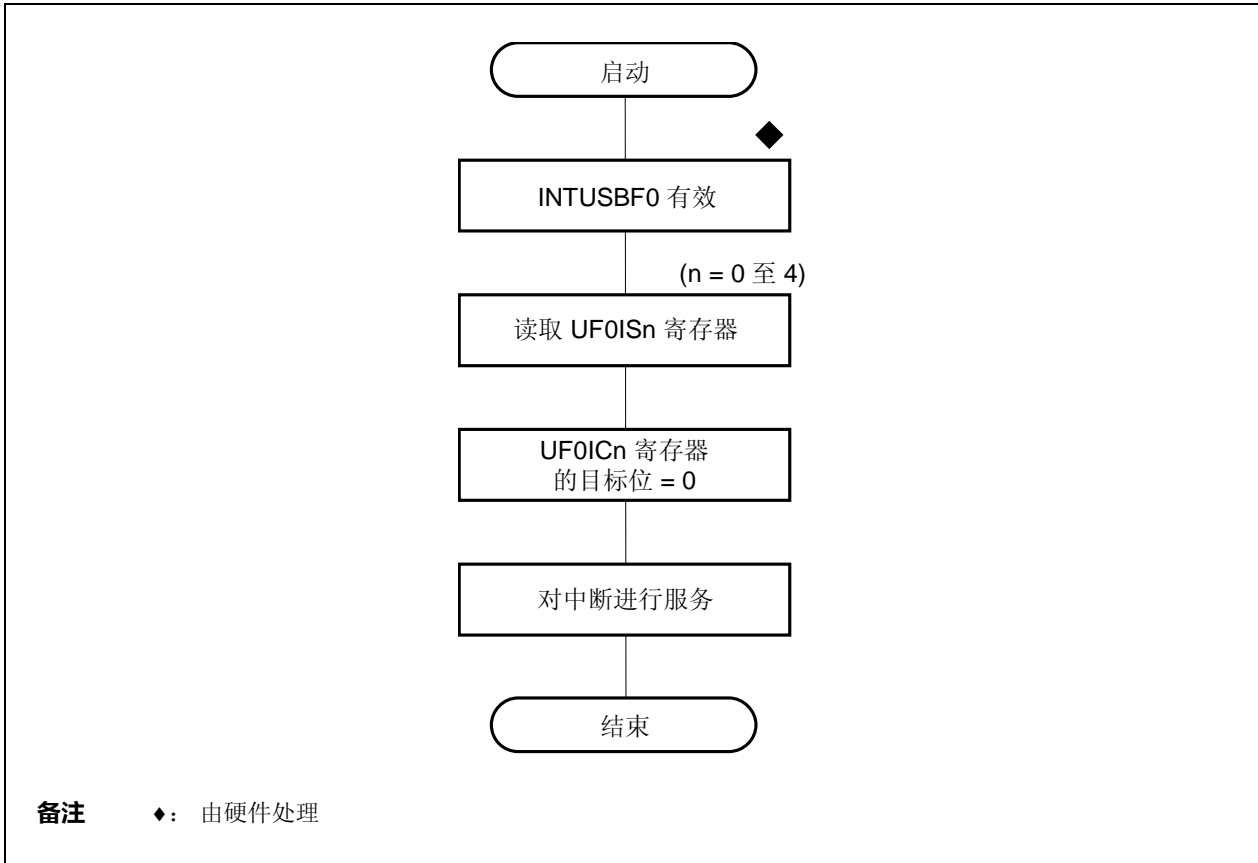 启动
◆
INTUSBF0 有效
(n = 0 至 4)
读取 UF0ISn 寄存器
UF0ICn 寄存器
的目标位 = 0
对中断进行服务
结束
备注 ◆： 由硬件处理